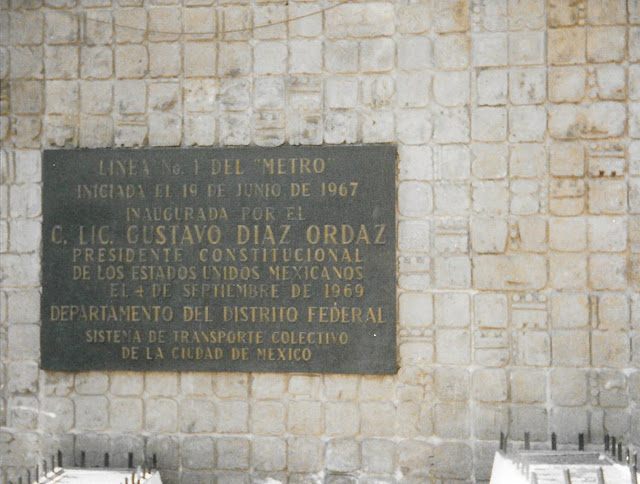 LINEA No. 1 DEL "METRO"
INICIADA EL 19 DE JUNIO DE 1967
INAUGURADA POR EL
C. LIC. GUSTAVO DIAZ ORDAZ
PRESIDENTE CONSTITUCIONAL
DE LOS ESTADOS UNIDOS MEXICANOS
EL 4 DE SEPTIEMBRE DE 1969
DEPARTAMENTO DEL DISTRITO FEDERAL
SISTEMA DE TRANSPORTE COLECTIVO
DE LA CIUDAD DE MEXICO